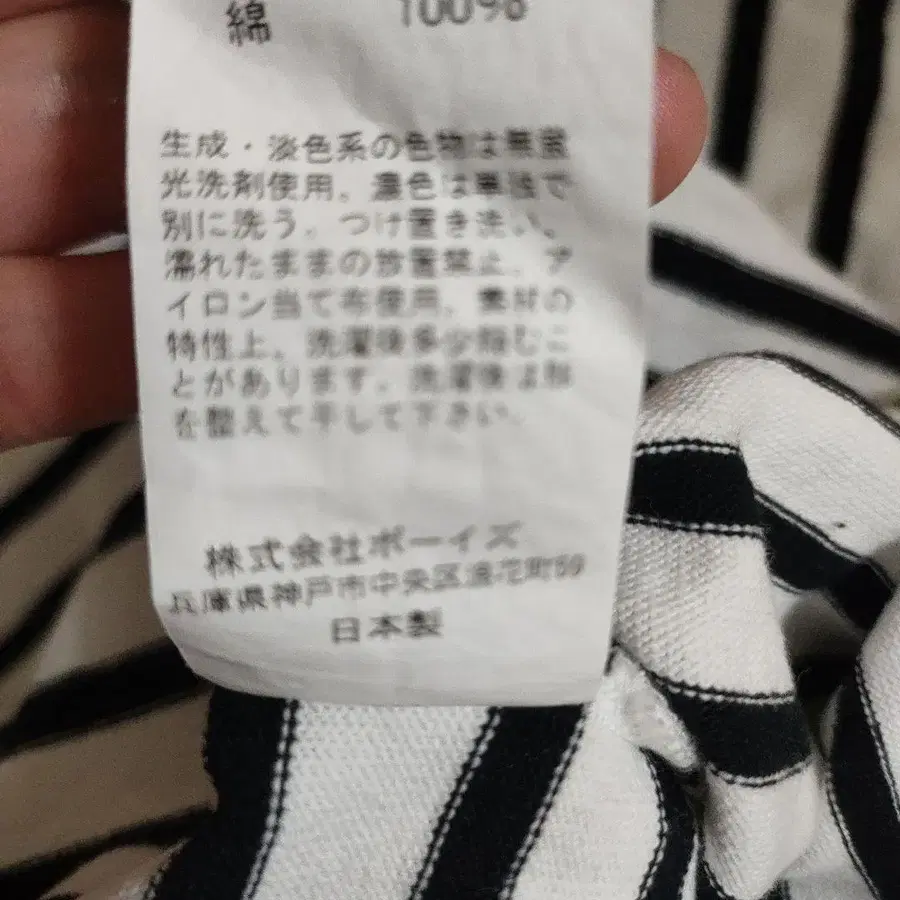 綿 100%
生成・淡色系の色物は無蛍
光洗剤使用。濃色は単独で
別に洗う。つけ置き洗い、
濡れたままの放置禁止。ア
イロン当て布使用。素材の
特性上、洗濯後多少縮むこ
とがあります。洗濯後は形
を整えて干して下さい。
株式会社ボーイズ
兵庫県神戸市中央区浪花町59
日本製